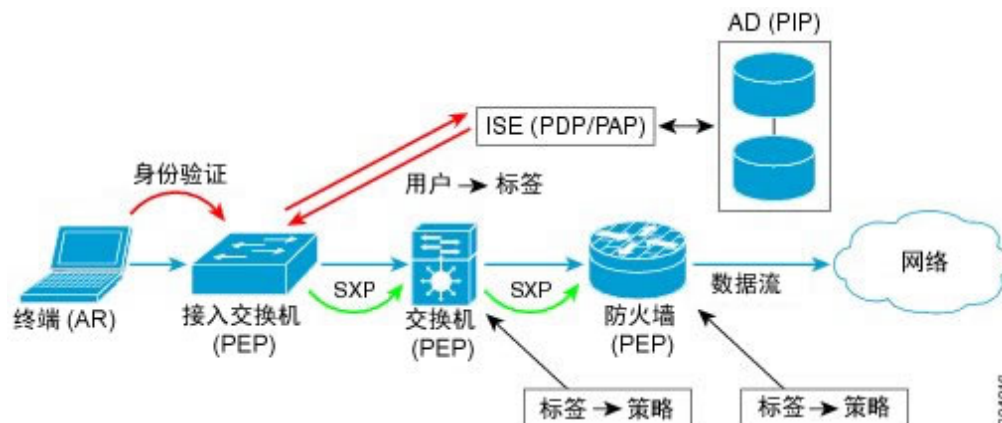 AD (PIP)
ISE (PDP/PAP)
身份验证
用户 → 标签
网络
SXP
SXP
数据流
终端 (AR)
接入交换机
(PEP)
交换机
(PEP)
防火墙
(PEP)
标签 → 策略
标签 → 策略